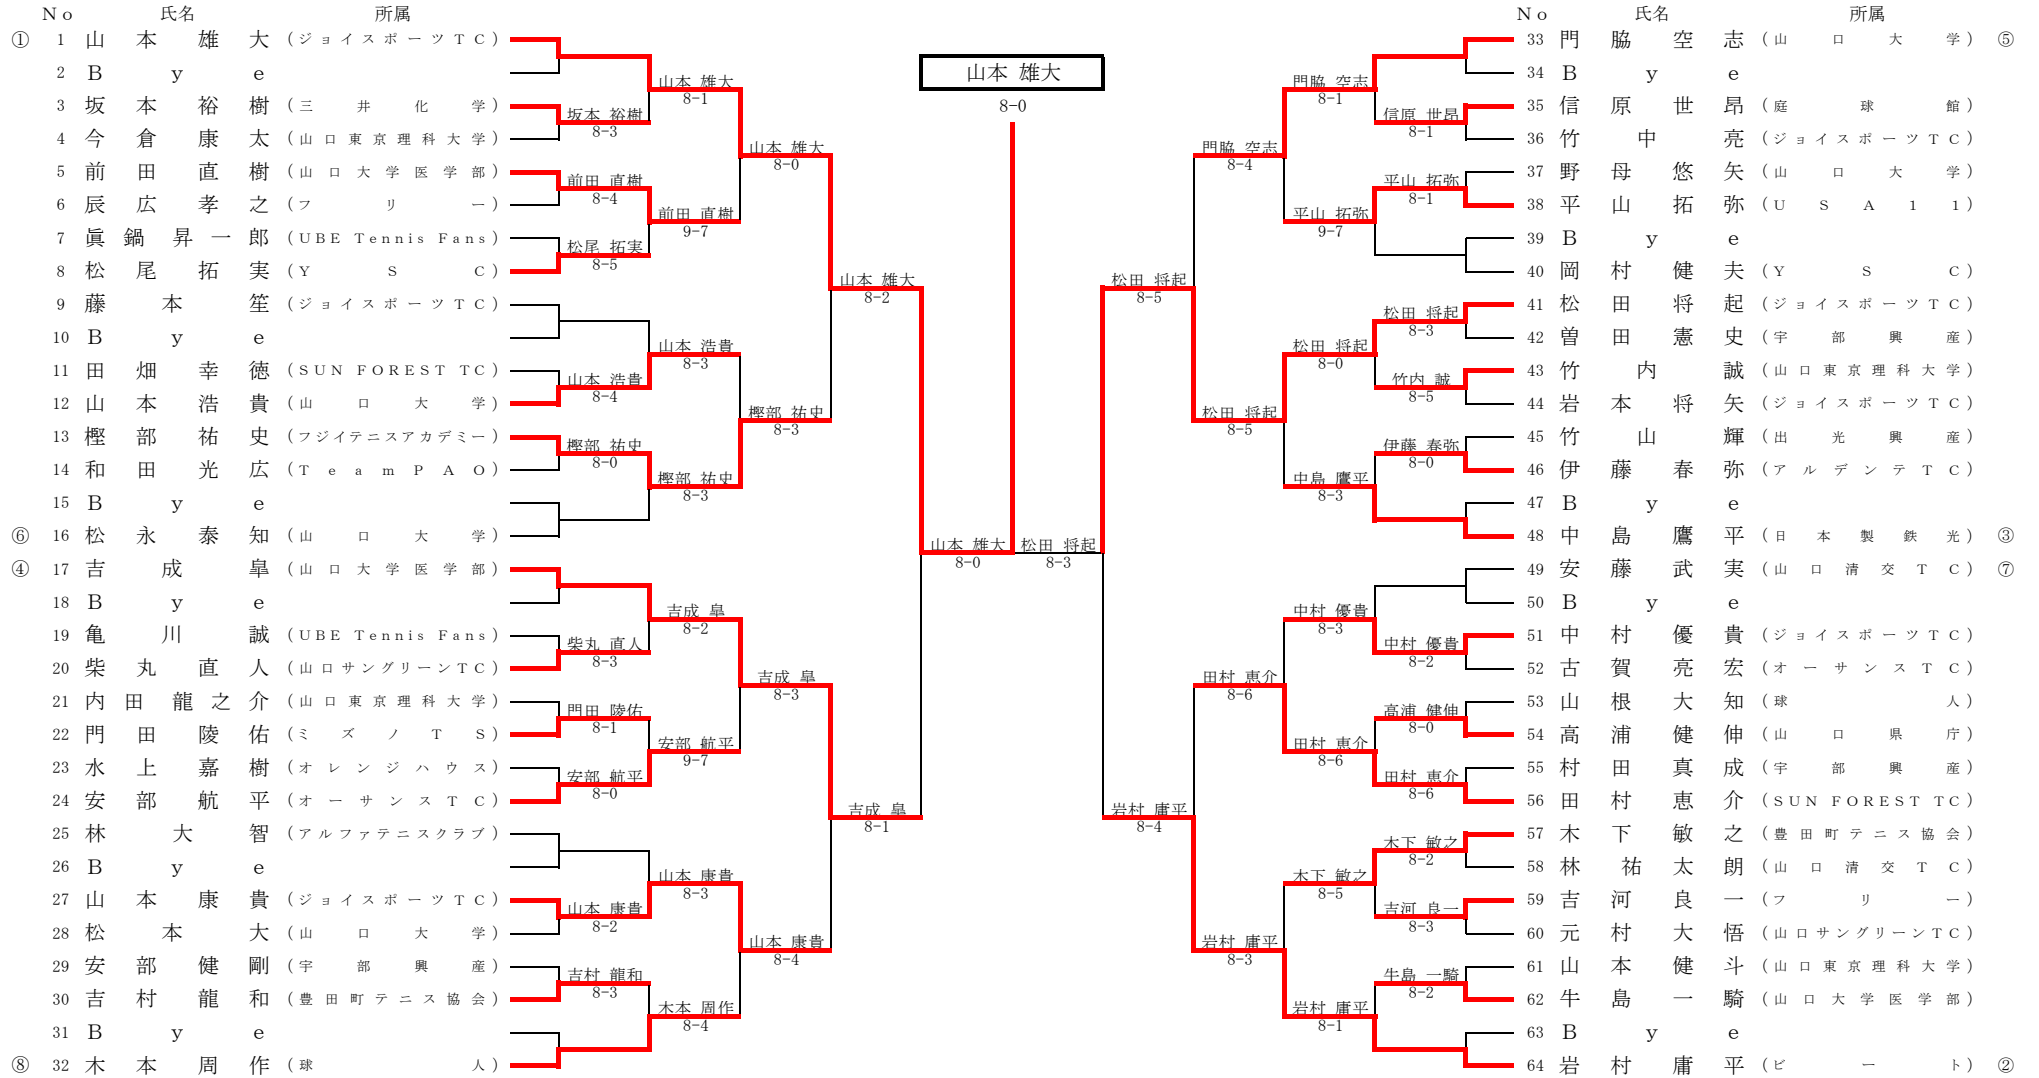 No 氏名 所属
① 1 山本雄大 (ジョイスポーツTC)
2 Bye
3 坂本裕樹 (三井化学)
4 今倉康太 (山口東京理科大学)
5 前田直樹 (山口大学医学部)
6 辰広孝之 (フリー)
7 眞鍋昇一郎 (UBE Tennis Fans)
8 松尾拓実 (YSC)
9 藤本笙 (ジョイスポーツTC)
10 Bye
11 田畑幸徳 (SUN FOREST TC)
12 山本浩貴 (山口大学)
13 樫部祐史 (フジイテニスアカデミー)
14 和田光広 (TeamPAO)
15 Bye
⑥ 16 松永泰知 (山口大学)
④ 17 吉成皐 (山口大学医学部)
18 Bye
19 亀川誠 (UBE Tennis Fans)
20 柴丸直人 (山口サングリーンTC)
21 内田龍之介 (山口東京理科大学)
22 門田陵佑 (ミズノTS)
23 水上嘉樹 (オレンジハウス)
24 安部航平 (オーサンスTC)
25 林大智 (アルファテニスクラブ)
26 Bye
27 山本康貴 (ジョイスポーツTC)
28 松本大 (山口大学)
29 安部健剛 (宇部興産)
30 吉村龍和 (豊田町テニス協会)
31 Bye
⑧ 32 木本周作 (球人)
坂本 裕樹
8-3
前田 直樹
8-4
松尾 拓実
8-5
山本 浩貴
8-4
樫部 祐史
8-0
柴丸 直人
8-3
門田 陵佑
8-1
安部 航平
8-0
山本 康貴
8-2
吉村 龍和
8-3
山本 雄大
8-1
前田 直樹
9-7
山本 浩貴
8-3
樫部 祐史
8-3
吉成 皐
8-2
安部 航平
9-7
山本 康貴
8-3
木本 周作
8-4
山本 雄大
8-0
樫部 祐史
8-3
吉成 皐
8-3
山本 康貴
8-4
山本 雄大
8-2
吉成 皐
8-1
山本 雄大
8-0
山本 雄大
8-0
松田 将起
8-3
松田 将起
8-5
岩村 庸平
8-4
門脇 空志
8-4
松田 将起
8-5
田村 恵介
8-6
岩村 庸平
8-3
門脇 空志
8-1
平山 拓弥
9-7
松田 将起
8-0
中島 鷹平
8-3
中村 優貴
8-3
田村 恵介
8-6
木下 敏之
8-5
岩村 庸平
8-1
信原 世昂
8-1
平山 拓弥
8-1
松田 将起
8-3
竹内 誠
8-5
伊藤 春弥
8-0
中村 優貴
8-2
高浦 健伸
8-0
田村 恵介
8-6
木下 敏之
8-2
吉河 良一
8-3
牛島 一騎
8-2
No 氏名 所属
33 門脇空志 (山口大学) ⑤
34 Bye
35 信原世昂 (庭球館)
36 竹中亮 (ジョイスポーツTC)
37 野母悠矢 (山口大学)
38 平山拓弥 (USA11)
39 Bye
40 岡村健夫 (YSC)
41 松田将起 (ジョイスポーツTC)
42 曽田憲史 (宇部興産)
43 竹内誠 (山口東京理科大学)
44 岩本将矢 (ジョイスポーツTC)
45 竹山輝 (出光興産)
46 伊藤春弥 (アルデンテTC)
47 Bye
48 中島鷹平 (日本製鉄光) ③
49 安藤武実 (山口清交TC) ⑦
50 Bye
51 中村優貴 (ジョイスポーツTC)
52 古賀亮宏 (オーサンスTC)
53 山根大知 (球人)
54 高浦健伸 (山口県庁)
55 村田真成 (宇部興産)
56 田村恵介 (SUN FOREST TC)
57 木下敏之 (豊田町テニス協会)
58 林祐太朗 (山口清交TC)
59 吉河良一 (フリー)
60 元村大悟 (山口サングリーンTC)
61 山本健斗 (山口東京理科大学)
62 牛島一騎 (山口大学医学部)
63 Bye
64 岩村庸平 (ビート) ②